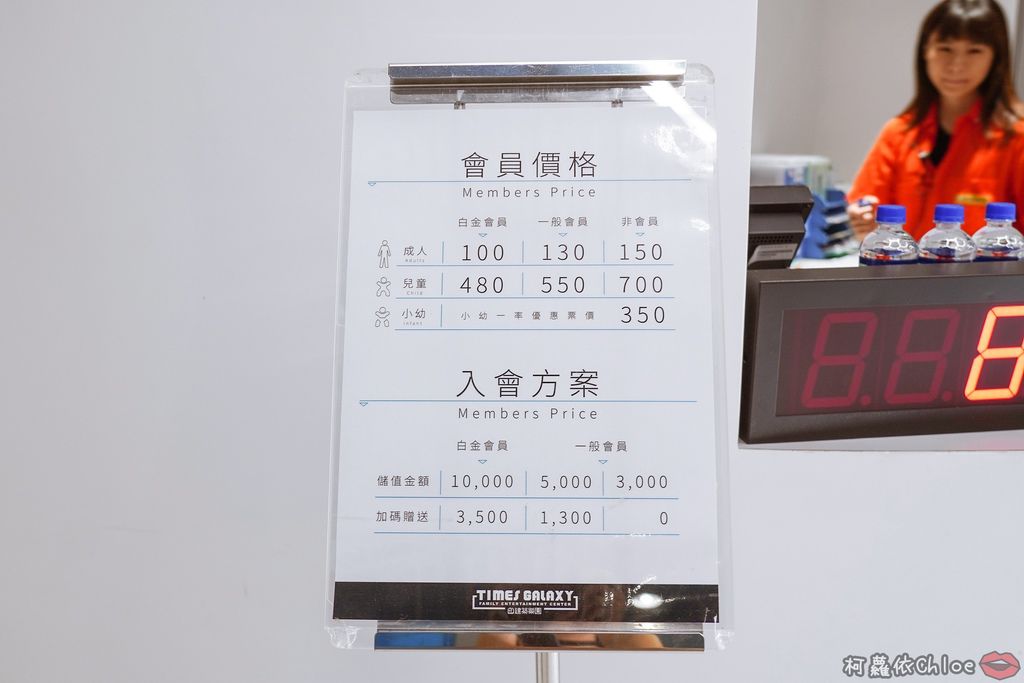 會員價格
Members Price
白金會員 一般會員 非會員
成人 100 130 150
Adults
兒童 480 550 700
Child
小幼 小幼一率優惠票價 350
Infant
入會方案
Members Price
白金會員 一般會員
儲值金額 10,000 5,000 3,000
加碼贈送 3,500 1,300 0
TIMES GALAXY
FAMILY ENTERTAINMENT CENTER
柯蘿依Chloe